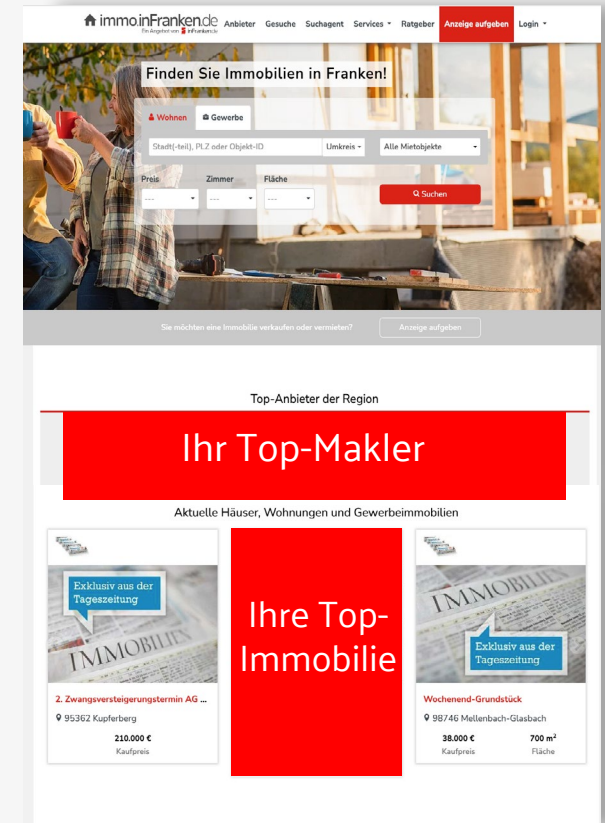 immo.inFranken.de
Ein Angebot von inFranken.de
Anbieter Gesuche Suchagent Services Ratgeber Anzeige aufgeben Login
Finden Sie Immobilien in Franken!
Wohnen Gewerbe
Stadt(-teil), PLZ oder Objekt-ID Umkreis Alle Mietobjekte
Preis Zimmer Fläche
--- --- ---
Suchen
Sie möchten eine Immobilie verkaufen oder vermieten? Anzeige aufgeben
Top-Anbieter der Region
Ihr Top-Makler
Aktuelle Häuser, Wohnungen und Gewerbeimmobilien
Exklusiv aus der
Tageszeitung
IMMOBILIEN
2. Zwangsversteigerungstermin AG ...
95362 Kupferberg
210.000 €
Kaufpreis
Ihre Top-
Immobilie
IMMOBILIEN
Exklusiv aus der
Tageszeitung
Wochenend-Grundstück
98746 Mellenbach-Glasbach
38.000 € 700 m²
Kaufpreis Fläche